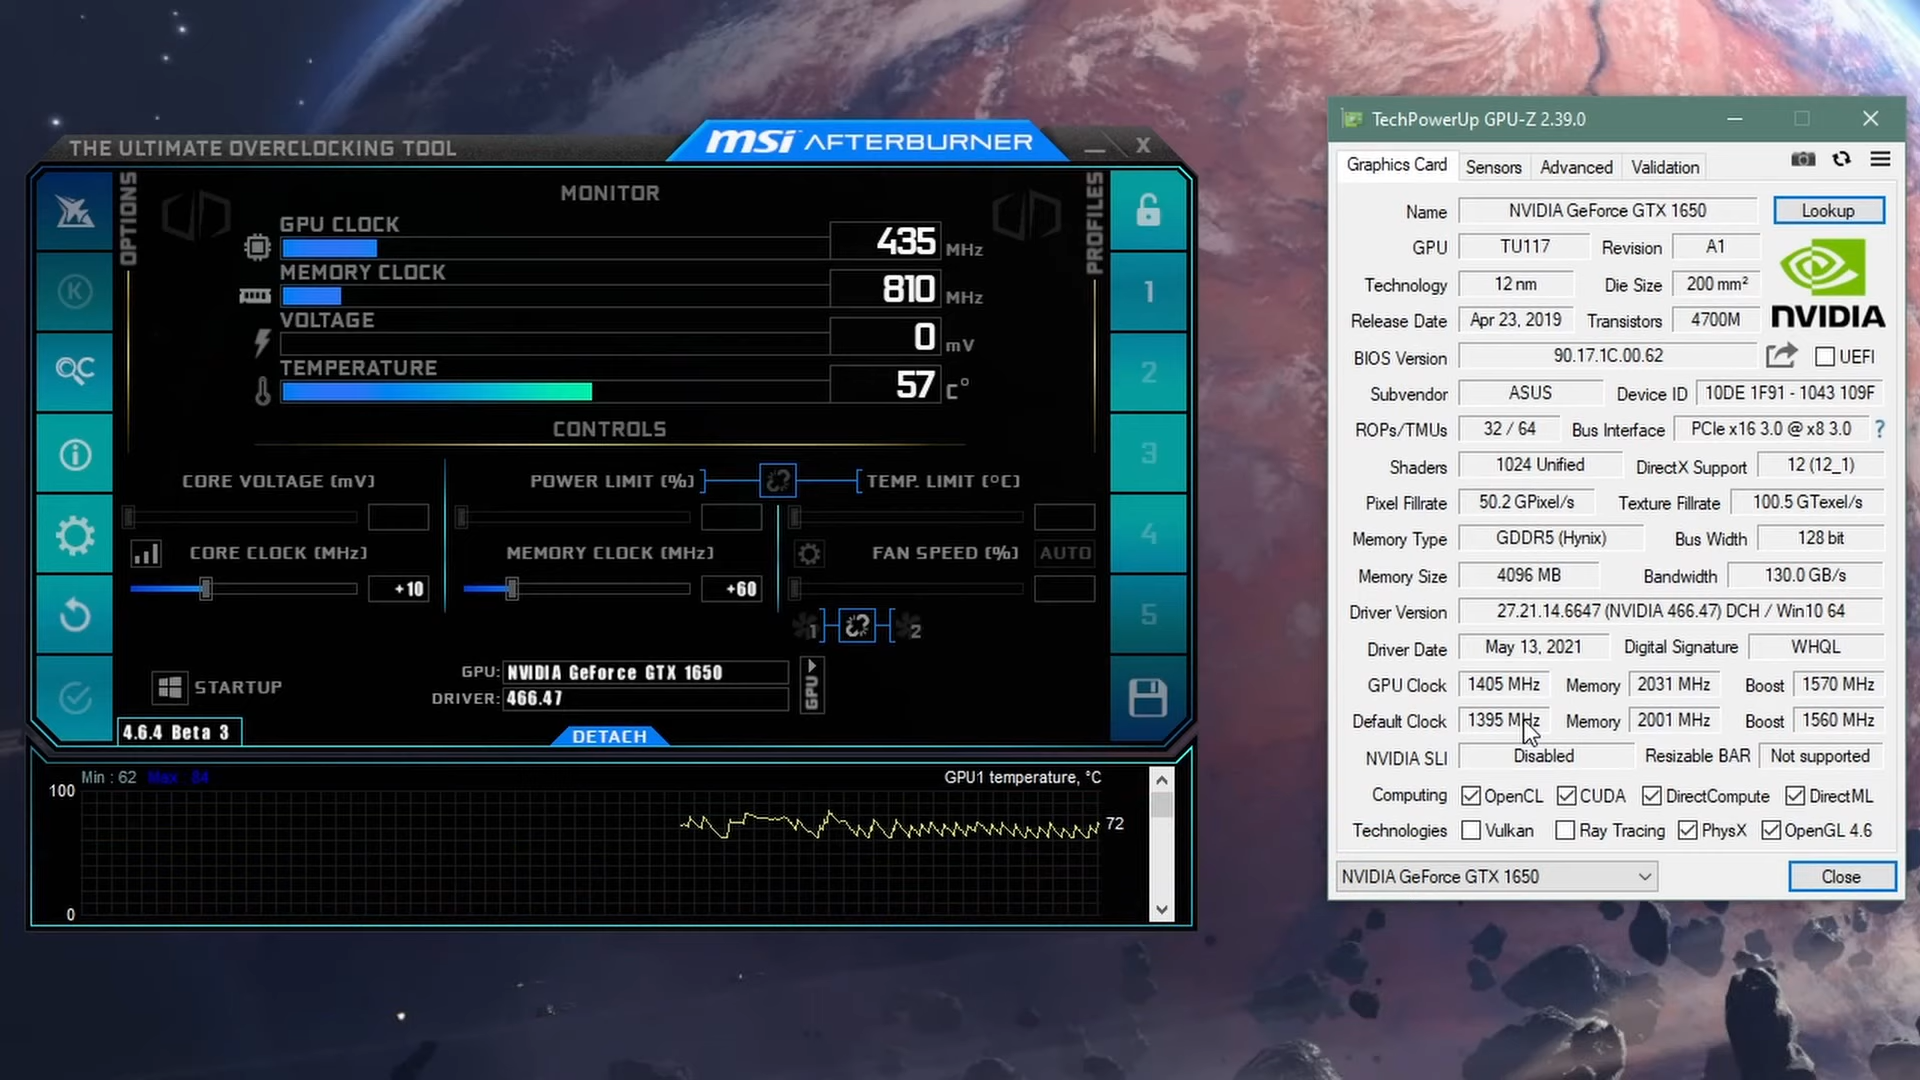 THE ULTIMATE OVERCLOCKING TOOL
msi AFTERBURNER
OPTIONS
MONITOR
PROFILES
GPU CLOCK
435 MHz
MEMORY CLOCK
810 MHz
VOLTAGE
0 mV
TEMPERATURE
57 C°
CONTROLS
K
OC
1
2
3
4
5
CORE VOLTAGE (mV)
POWER LIMIT (%)
TEMP. LIMIT (°C)
CORE CLOCK (MHz)
MEMORY CLOCK (MHz)
FAN SPEED (%)
AUTO
+10
+60
1
2
STARTUP
GPU: NVIDIA GeForce GTX 1650
DRIVER: 466.47
GPU
4.6.4 Beta 3
DETACH
Min : 62 Max : 84
GPU1 temperature, °C
100
72
0
TechPowerUp GPU-Z 2.39.0
Graphics Card Sensors Advanced Validation
Name NVIDIA GeForce GTX 1650 Lookup
GPU TU117 Revision A1
Technology 12 nm Die Size 200 mm²
NVIDIA
Release Date Apr 23, 2019 Transistors 4700M
BIOS Version 90.17.1C.00.62 UEFI
Subvendor ASUS Device ID 10DE 1F91 - 1043 109F
ROPs/TMUs 32 / 64 Bus Interface PCIe x16 3.0 @ x8 3.0 ?
Shaders 1024 Unified DirectX Support 12 (12_1)
Pixel Fillrate 50.2 GPixel/s Texture Fillrate 100.5 GTexel/s
Memory Type GDDR5 (Hynix) Bus Width 128 bit
Memory Size 4096 MB Bandwidth 130.0 GB/s
Driver Version 27.21.14.6647 (NVIDIA 466.47) DCH / Win10 64
Driver Date May 13, 2021 Digital Signature WHQL
GPU Clock 1405 MHz Memory 2031 MHz Boost 1570 MHz
Default Clock 1395 MHz Memory 2001 MHz Boost 1560 MHz
NVIDIA SLI Disabled Resizable BAR Not supported
Computing OpenCL CUDA DirectCompute DirectML
Technologies Vulkan Ray Tracing PhysX OpenGL 4.6
NVIDIA GeForce GTX 1650 Close